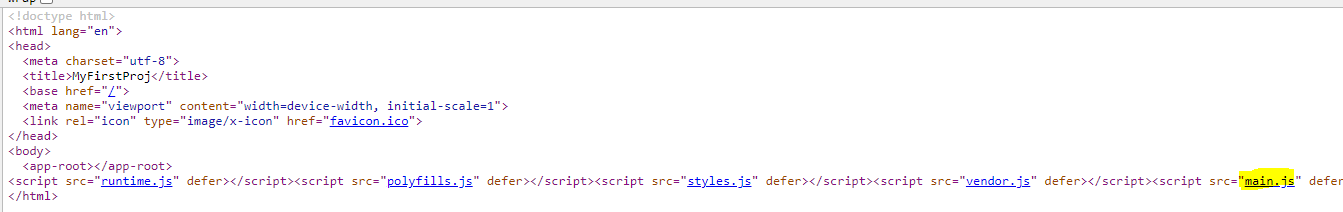 <!doctype html>
<html lang="en">
<head>
<meta charset="utf-8">
<title>MyFirstProj</title>
<base href="/">
<meta name="viewport" content="width=device-width, initial-scale=1">
<link rel="icon" type="image/x-icon" href="favicon.ico">
</head>
<body>
<app-root></app-root>
<script src="runtime.js" defer></script><script src="polyfills.js" defer></script><script src="styles.js" defer></script><script src="vendor.js" defer></script><script src="main.js" defer
</html>